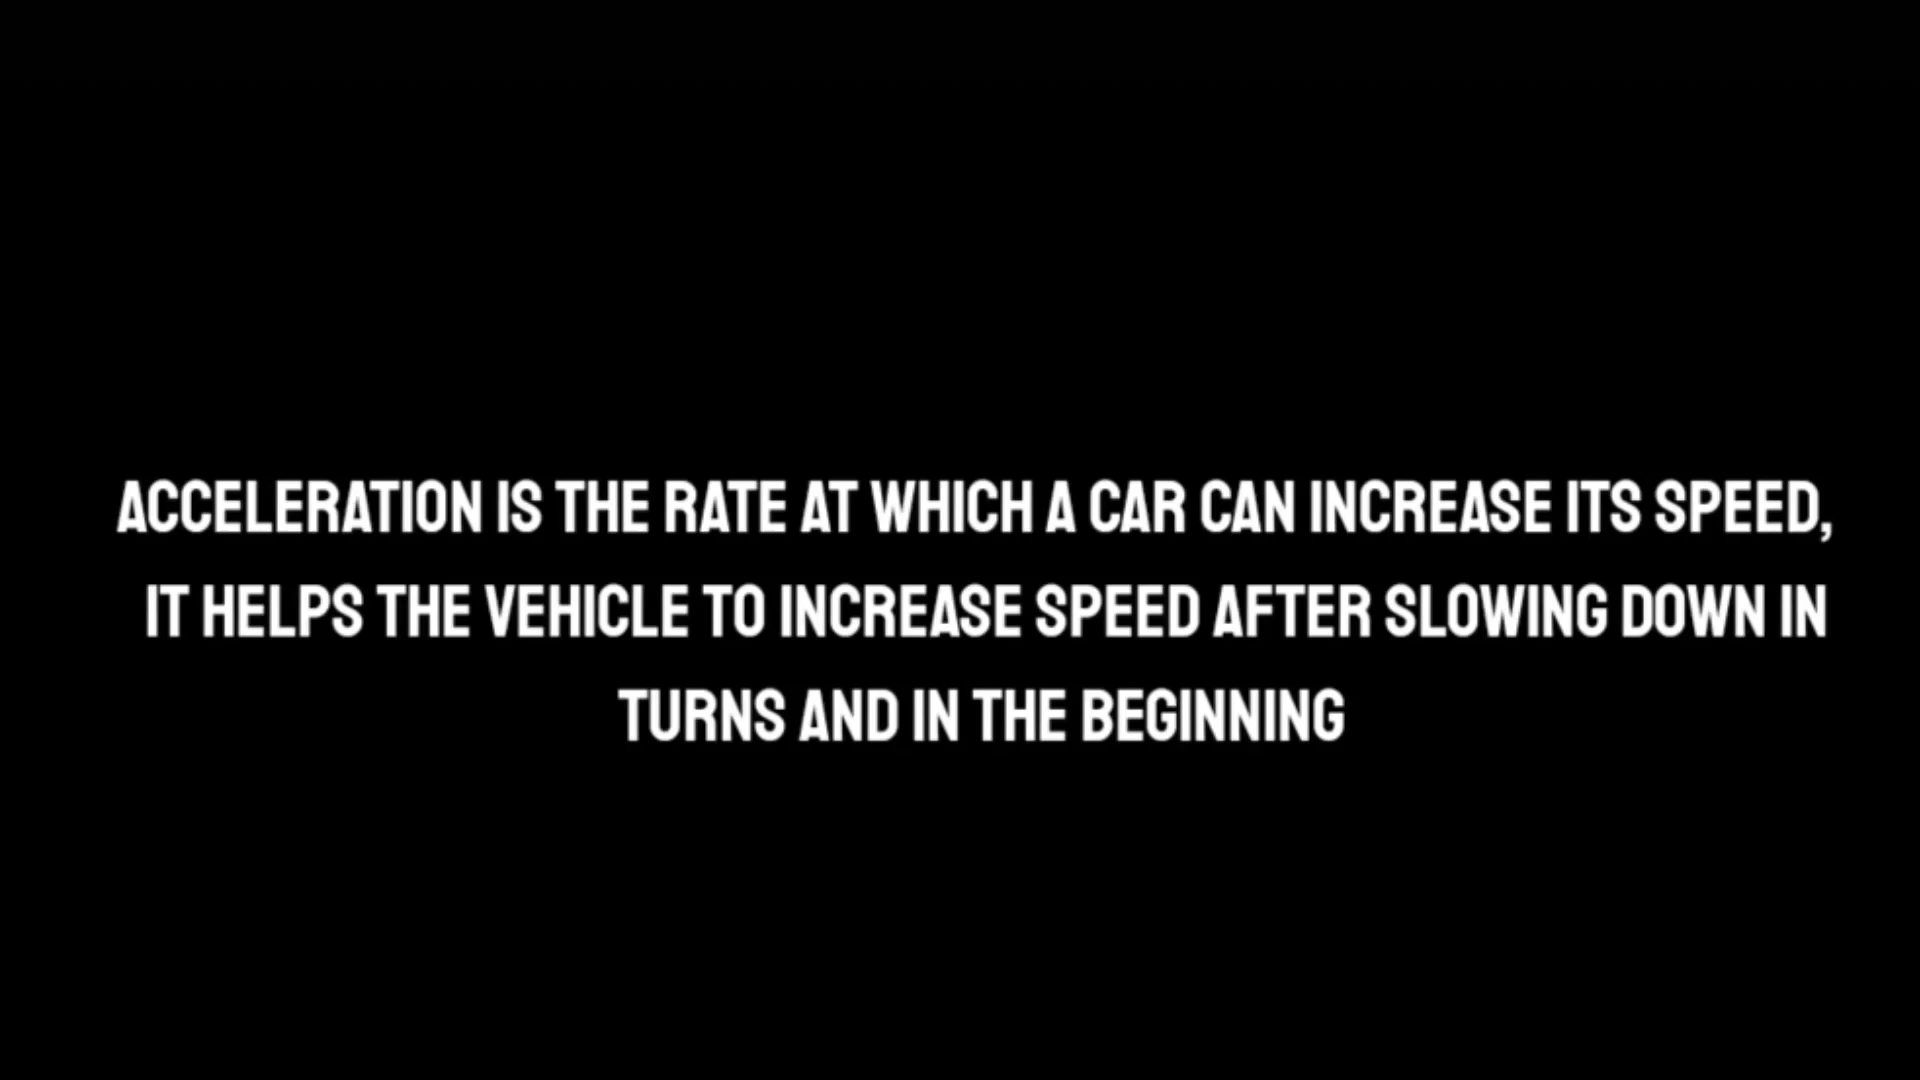 ACCELERATION IS THE RATE AT WHICH A CAR CAN INCREASE ITS SPEED,
IT HELPS THE VEHICLE TO INCREASE SPEED AFTER SLOWING DOWN IN
TURNS AND IN THE BEGINNING